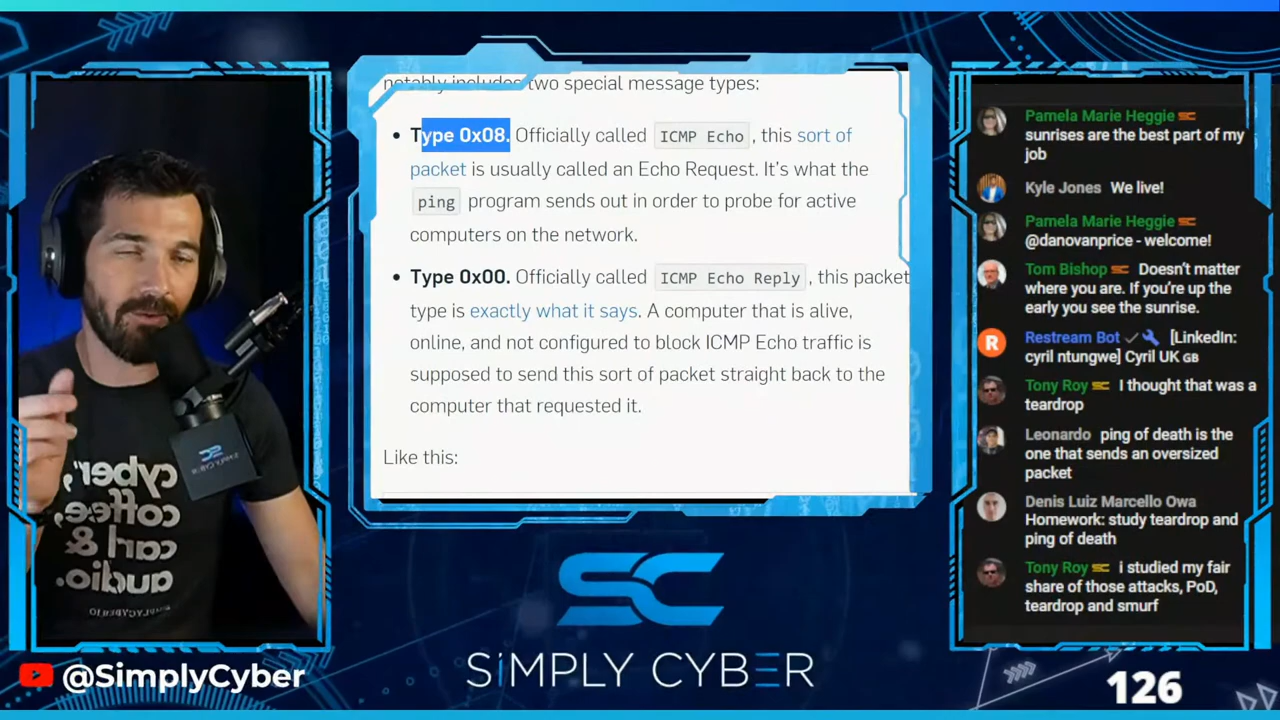 notably includes two special message types:
• Type 0x08. Officially called ICMP Echo, this sort of
packet is usually called an Echo Request. It's what the
ping program sends out in order to probe for active
computers on the network.
• Type 0x00. Officially called ICMP Echo Reply, this packet
type is exactly what it says. A computer that is alive,
online, and not configured to block ICMP Echo traffic is
supposed to send this sort of packet straight back to the
computer that requested it.
Like this:
Pamela Marie Heggie
sunrises are the best part of my
job
Kyle Jones We live!
Pamela Marie Heggie
@danovanprice - welcome!
Tom Bishop Doesn't matter
where you are. If you're up the
early you see the sunrise.
Restream Bot [LinkedIn:
cyril ntungwe] Cyril UK GB
Tony Roy I thought that was a
teardrop
Leonardo ping of death is the
one that sends an oversized
packet
Denis Luiz Marcello Owa
Homework: study teardrop and
ping of death
Tony Roy i studied my fair
share of those attacks, PoD,
teardrop and smurf
SC
SIMPLY CYBER
cyber,
coffee,
carl &
audio.
SIMPLYCYBER.IO
SC
SIMPLY CYBER
@SimplyCyber
126